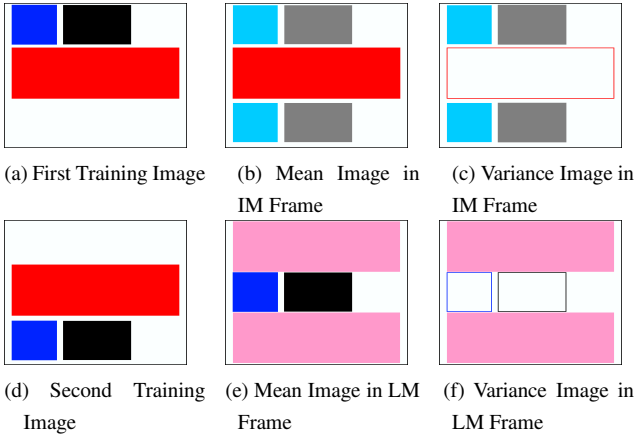 (a) First Training Image
(b) Mean Image in
IM Frame
(c) Variance Image in
IM Frame
(d) Second Training
Image
(e) Mean Image in LM
Frame
(f) Variance Image in
LM Frame